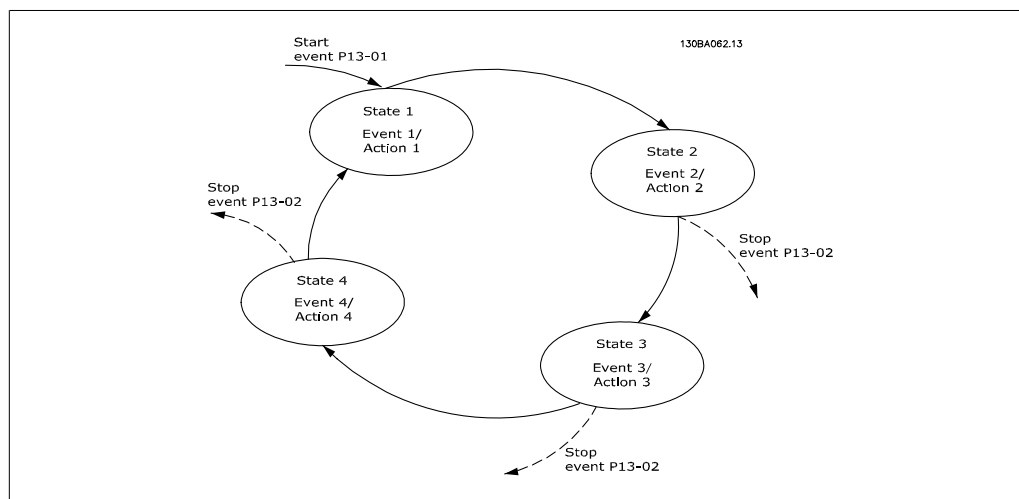 Start
event P13-01
130BA062.13
State 1
Event 1/
Action 1
State 2
Event 2/
Action 2
Stop
event P13-02
Stop
event P13-02
State 4
Event 4/
Action 4
State 3
Event 3/
Action 3
Stop
event P13-02